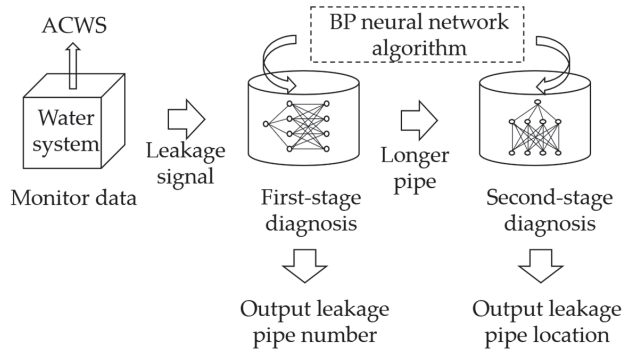 ACWS
BP neural network
algorithm
Water
system
Leakage
signal
Longer
pipe
Monitor data
First-stage
diagnosis
Second-stage
diagnosis
Output leakage
pipe number
Output leakage
pipe location